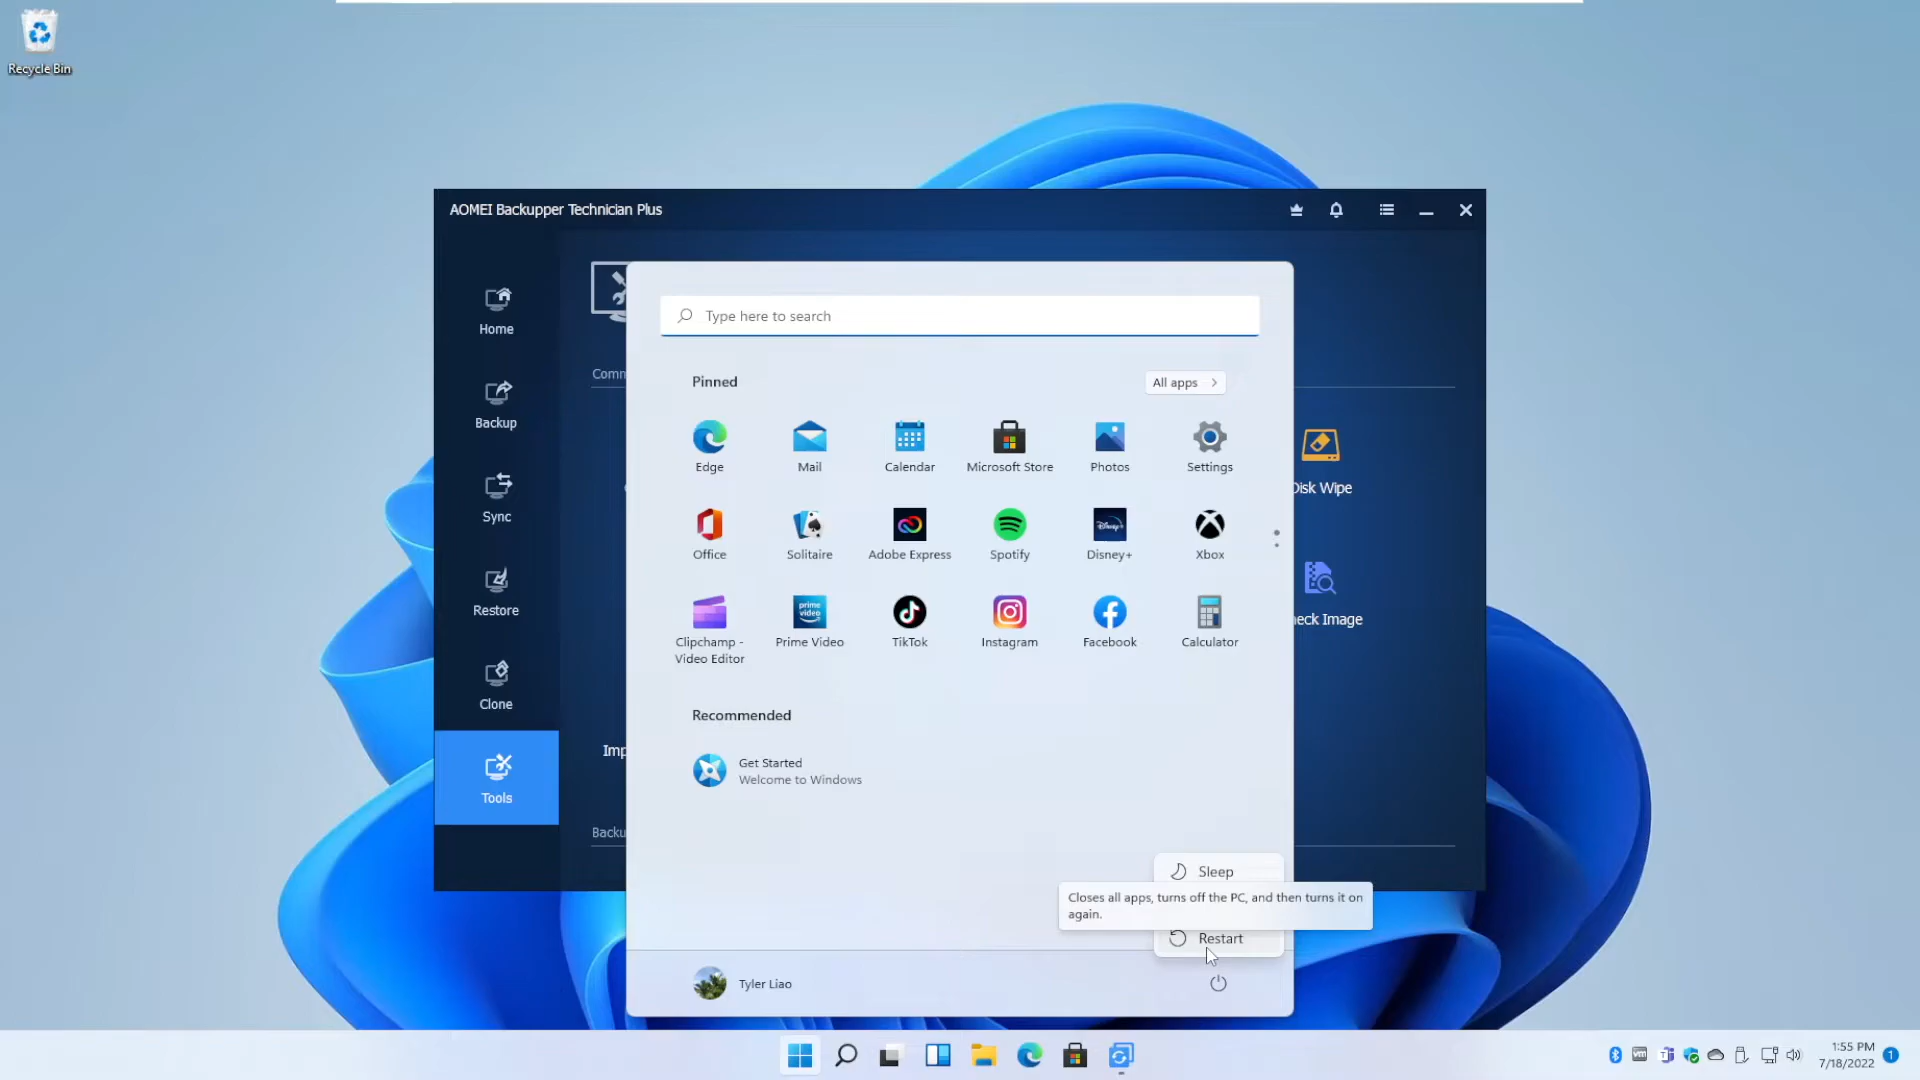 Recycle Bin
AOMEI Backupper Technician Plus
Home
Backup
Sync
Restore
Clone
Tools
Comm
Imp
Backu
Disk Wipe
eck Image
Type here to search
Pinned
All apps
Edge
Mail
Calendar
Microsoft Store
Photos
Settings
Office
Solitaire
Adobe Express
Spotify
Disney+
Xbox
Clipchamp -
Video Editor
prime
video
Prime Video
TikTok
Instagram
Facebook
Calculator
Recommended
Get Started
Welcome to Windows
Sleep
Closes all apps, turns off the PC, and then turns it on
again.
Restart
Tyler Liao
1:55 PM
7/18/2022
1